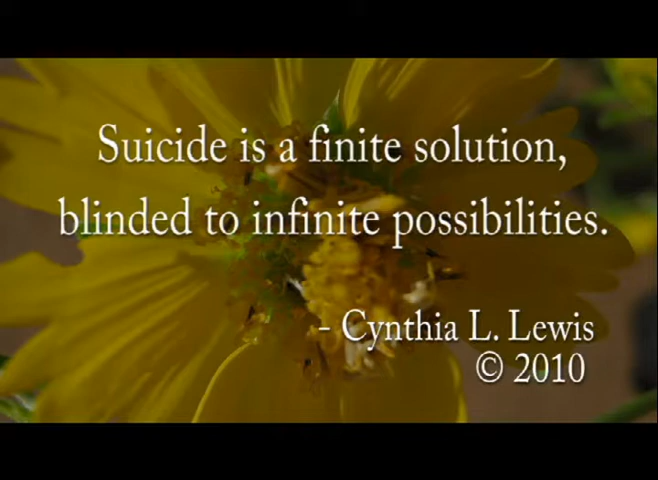 Suicide is a finite solution,
blinded to infinite possibilities.
- Cynthia L. Lewis
© 2010